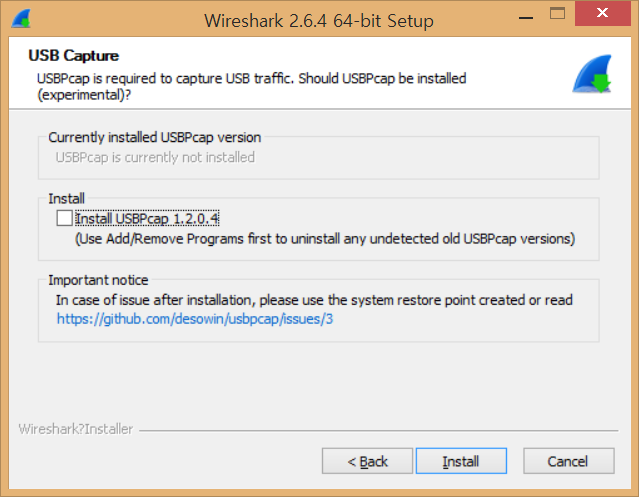 Wireshark 2.6.4 64-bit Setup
USB Capture
USBPcap is required to capture USB traffic. Should USBPcap be installed
(experimental)?
Currently installed USBPcap version
USBPcap is currently not installed
Install
Install USBPcap 1.2.0.4
(Use Add/Remove Programs first to uninstall any undetected old USBPcap versions)
Important notice
In case of issue after installation, please use the system restore point created or read
https://github.com/desowin/usbpcap/issues/3
Wireshark?Installer
< Back Install Cancel